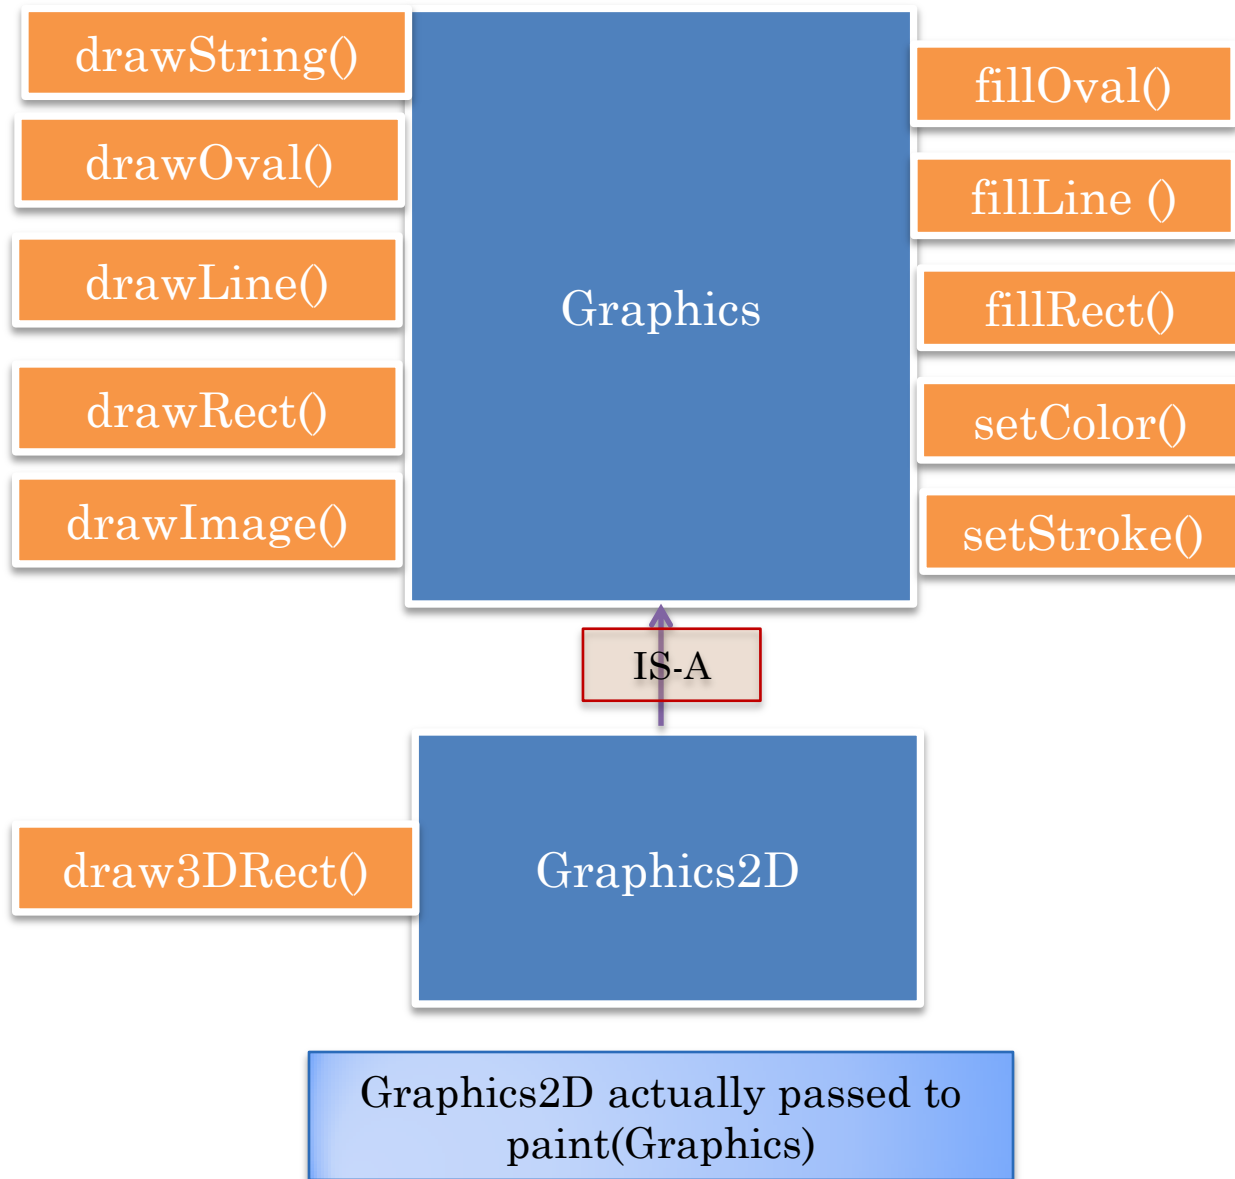 drawString()
drawOval()
drawLine()
drawRect()
drawImage()
Graphics
fillOval()
fillLine ()
fillRect()
setColor()
setStroke()
IS-A
draw3DRect()
Graphics2D
Graphics2D actually passed to
paint(Graphics)